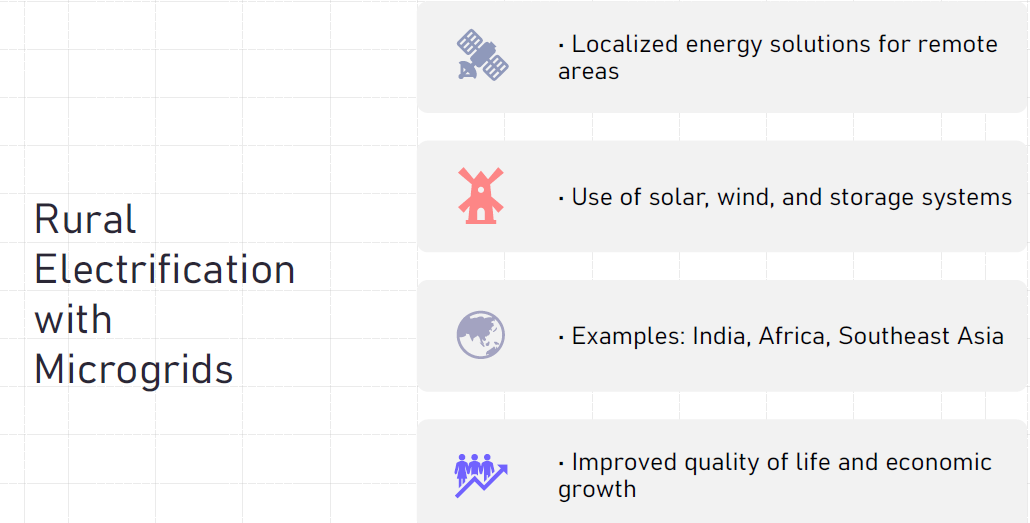 Rural
Electrification
with
Microgrids
· Localized energy solutions for remote
areas
· Use of solar, wind, and storage systems
· Examples: India, Africa, Southeast Asia
· Improved quality of life and economic
growth